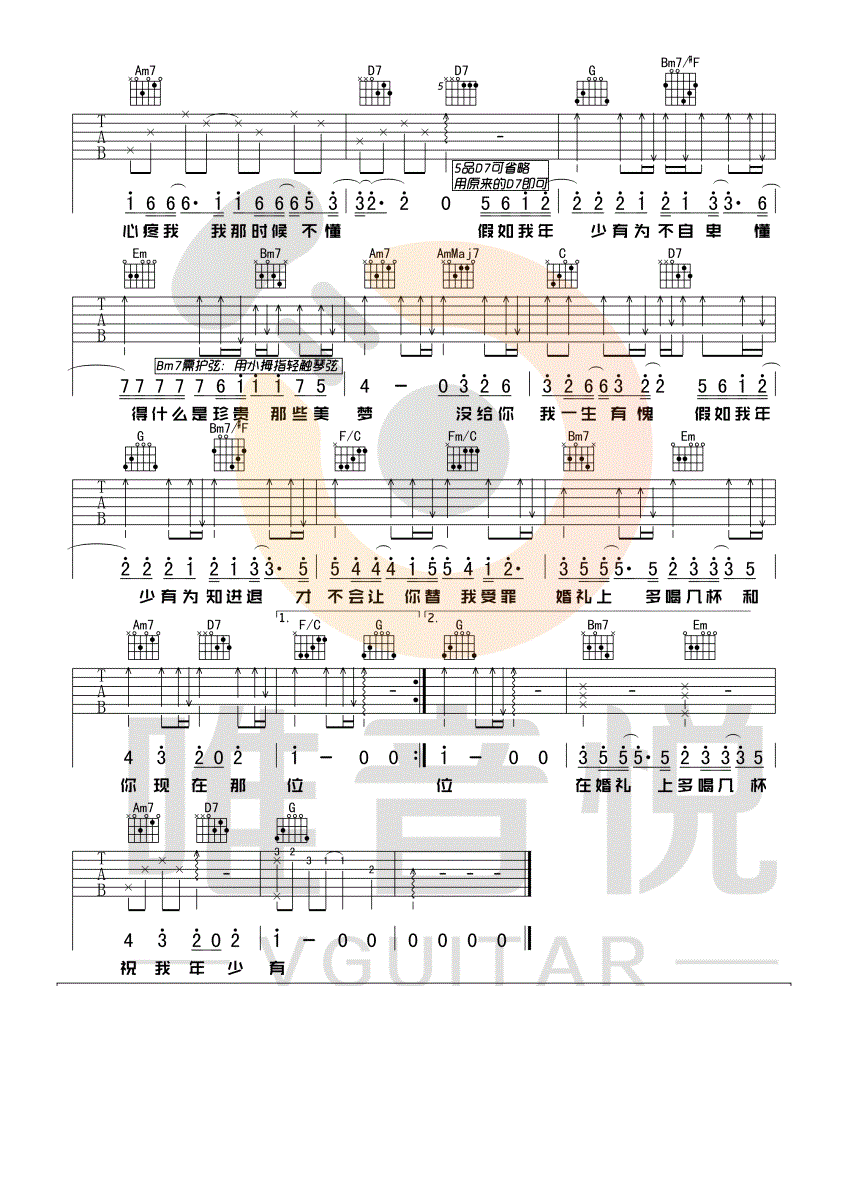 Am7 D7 D7 G Bm7/#F
5
T A B
5品D7可省略
用原来的D7即可
1 6 6 6· 1 1 6 6 6 5 3 3 2· 2 0 5 6 1 2 2 2 2 1 2 1 3 3· 6
心疼我 我那时候 不懂 假如我年 少有为不自卑 懂
Em Bm7 Am7 AmMaj7 C D7
T A B
Bm7需护弦：用小拇指轻触琴弦
7 7 7 7 7 6 1 1 1 1 7 5 4 － 0 3 2 6 3 2 6 6 3 2 2 5 6 1 2
得什么是珍贵 那些美 梦 没给你 我一生有愧 假如我年
G Bm7/#F F/C Fm/C Bm7 Em
T A B
2 2 2 1 2 1 3 3· 5 5 4 4 4 1 5 5 4 1 2· 3 5 5 5· 5 2 3 3 3 5
少有为知进退 才 不会让 你替 我受罪 婚礼上 多喝几杯 和
1. 2.
Am7 D7 F/C G G Bm7 Em
T A B
4 3 2 0 2 1 － 0 0 1 － 0 0 3 5 5 5· 5 2 3 3 3 5
你 现 在 那 位 位 在婚礼 上多喝几 杯
Am7 D7 G
T A B
3 2 3 1 1 2
4 3 2 0 2 1 － 0 0 0 0 0 0
祝 我 年 少 有
唯音悦
VGUITAR